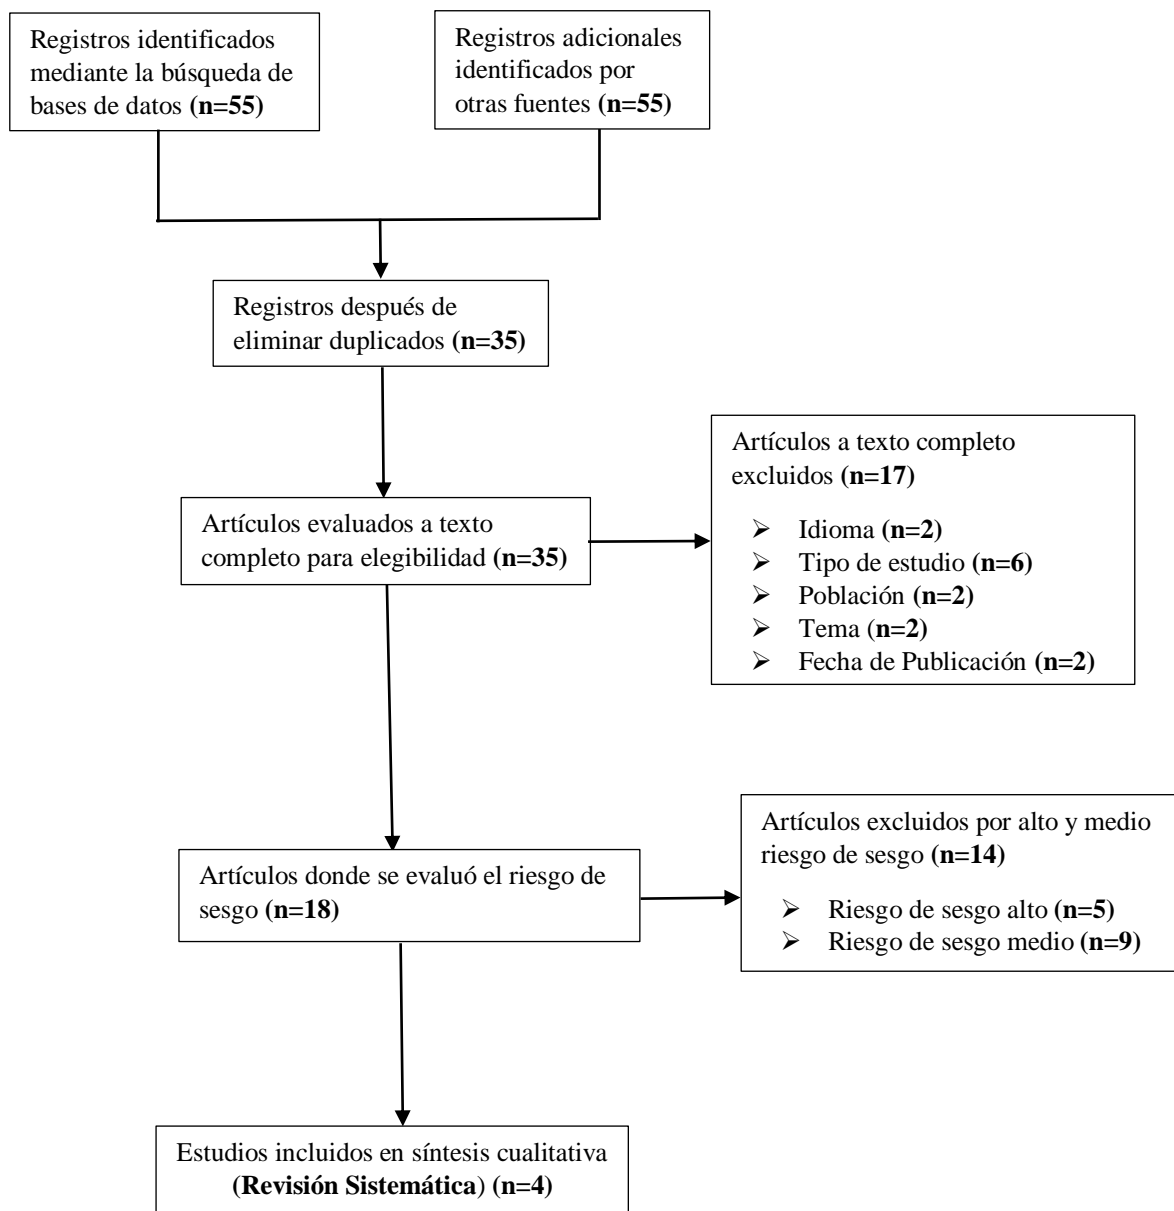 Registros identificados
mediante la búsqueda de
bases de datos (n=55)
Registros adicionales
identificados por
otras fuentes (n=55)
Registros después de
eliminar duplicados (n=35)
Artículos a texto completo
excluidos (n=17)
➢ Idioma (n=2)
➢ Tipo de estudio (n=6)
➢ Población (n=2)
➢ Tema (n=2)
➢ Fecha de Publicación (n=2)
Artículos evaluados a texto
completo para elegibilidad (n=35)
Artículos excluidos por alto y medio
riesgo de sesgo (n=14)
➢ Riesgo de sesgo alto (n=5)
➢ Riesgo de sesgo medio (n=9)
Artículos donde se evaluó el riesgo de
sesgo (n=18)
Estudios incluidos en síntesis cualitativa
(Revisión Sistemática) (n=4)